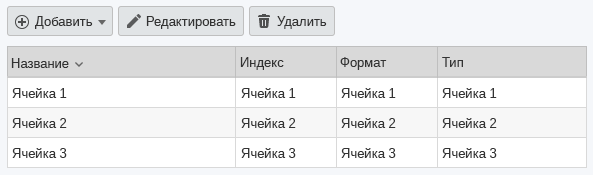 Добавить Редактировать Удалить
Название Индекс Формат Тип
Ячейка 1 Ячейка 1 Ячейка 1 Ячейка 1
Ячейка 2 Ячейка 2 Ячейка 2 Ячейка 2
Ячейка 3 Ячейка 3 Ячейка 3 Ячейка 3